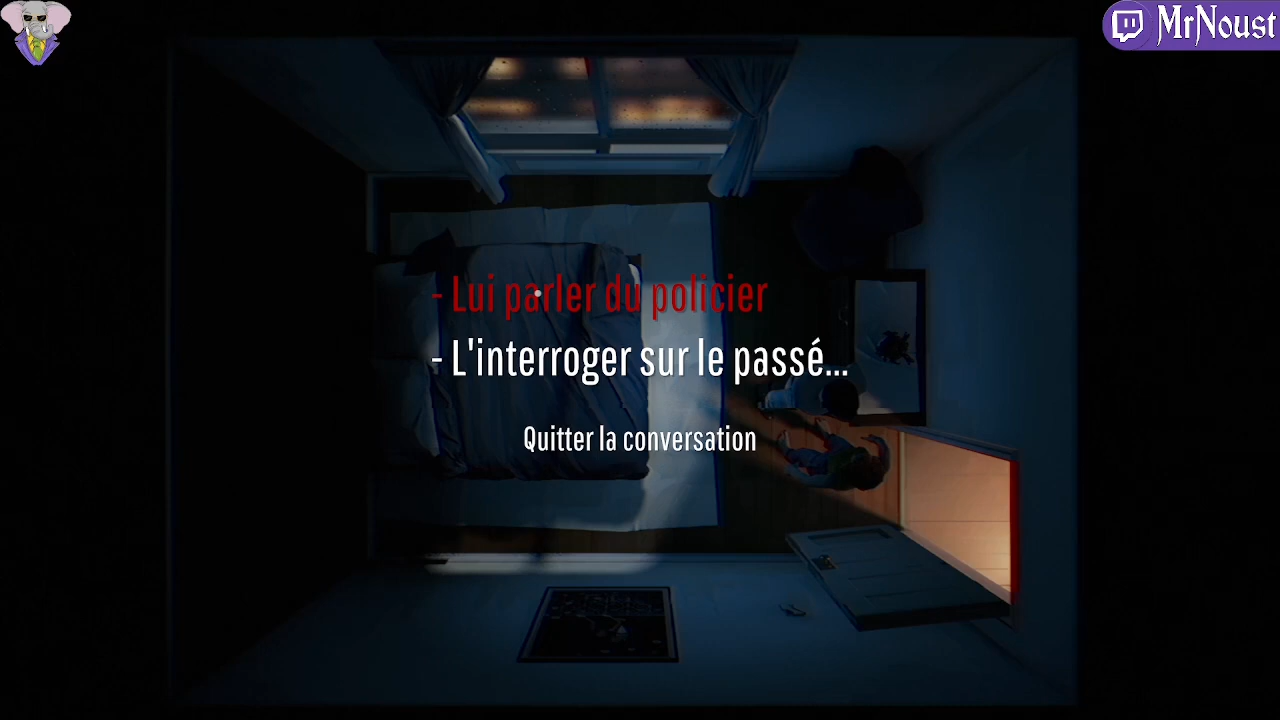 MrNoust
- Lui parler du policier
- L'interroger sur le passé...
Quitter la conversation